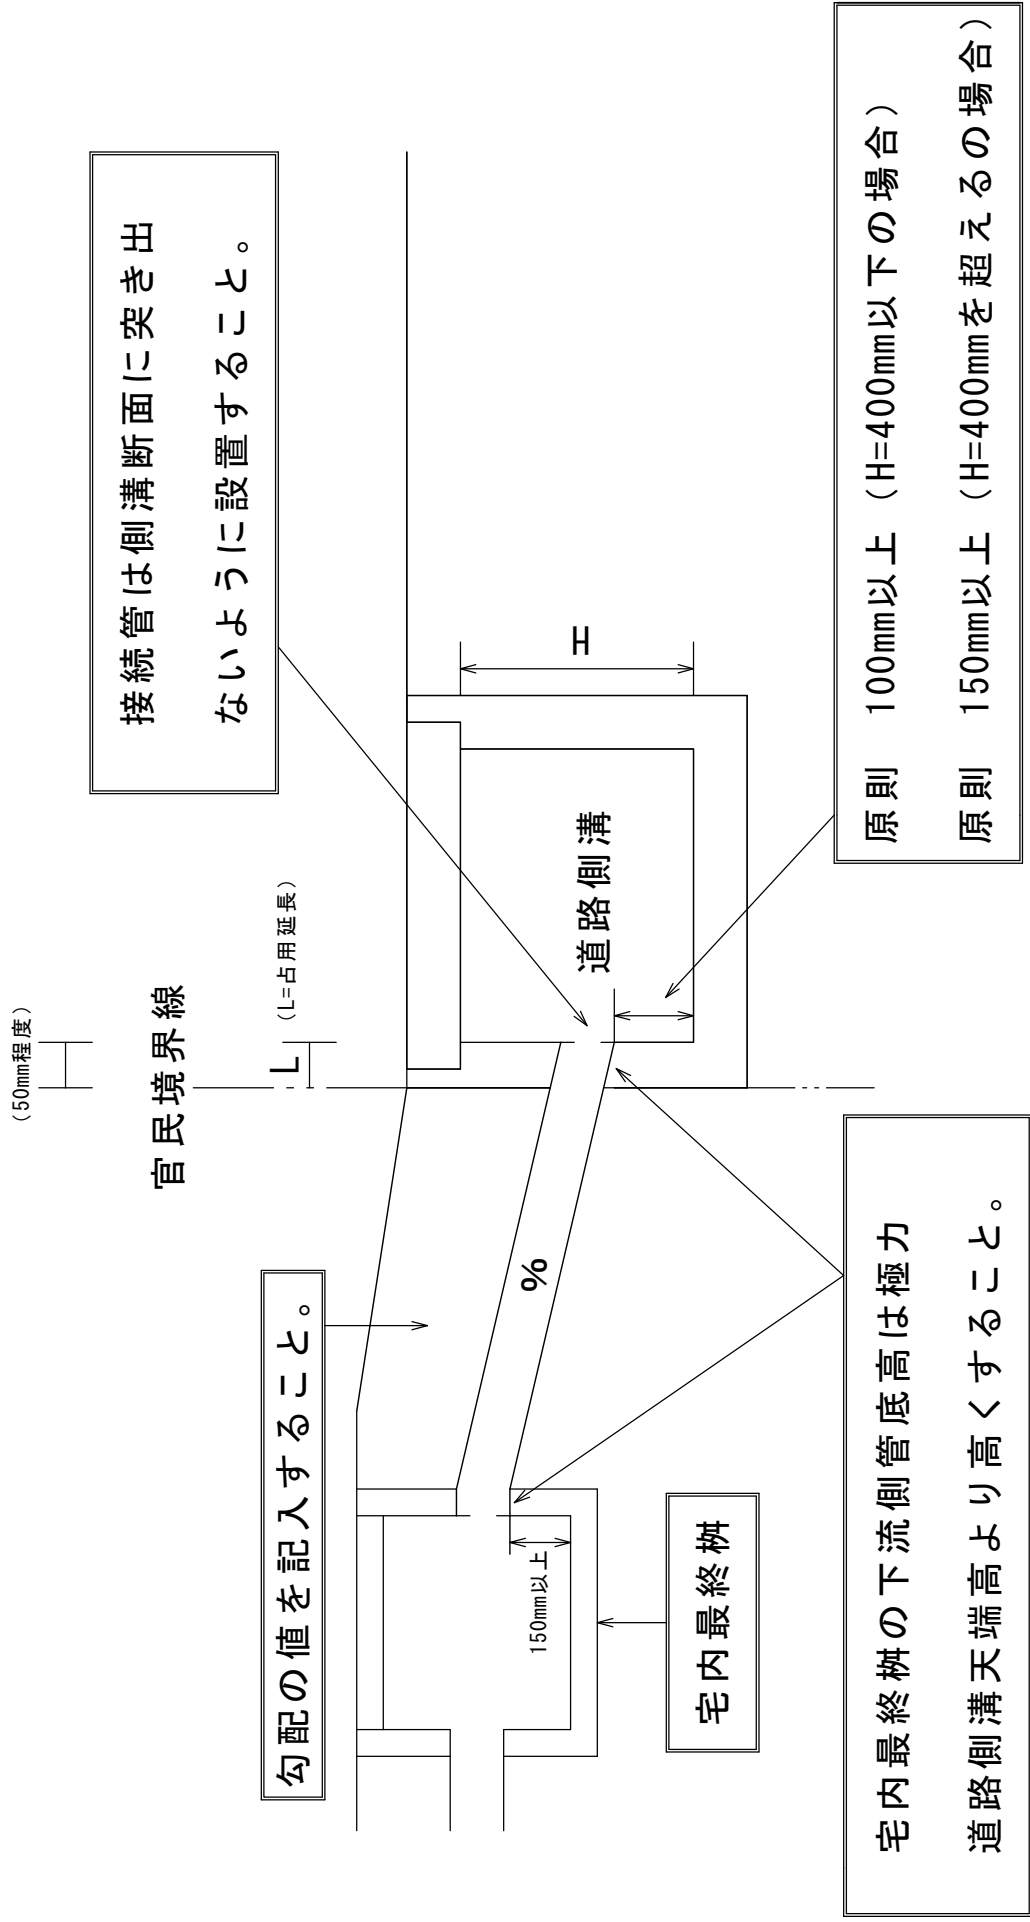 (50mm程度)
官民境界線
L
(L=占用延長)
接続管は側溝断面に突き出
ないように設置すること。
勾配の値を記入すること。
%
道路側溝
H
150mm以上
宅内最終桝
宅内最終桝の下流側管底高は極力
道路側溝天端高より高くすること。
原則 100mm以上 (H=400mm以下の場合)
原則 150mm以上 (H=400mmを超えるの場合)